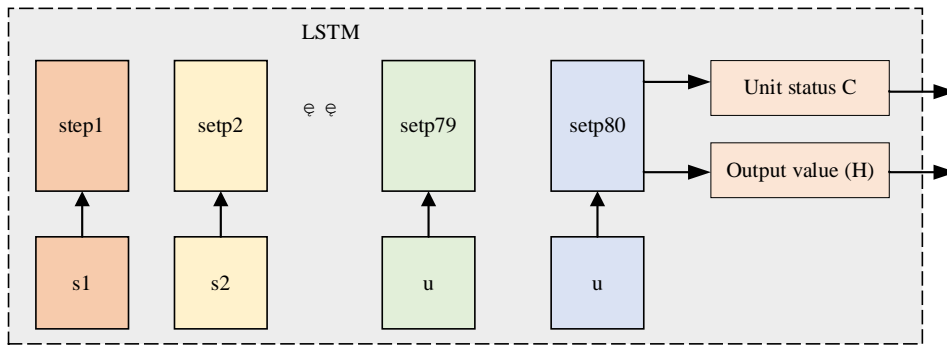 LSTM
step1
setp2
ę ę
setp79
setp80
Unit status C
Output value (H)
s1
s2
u
u